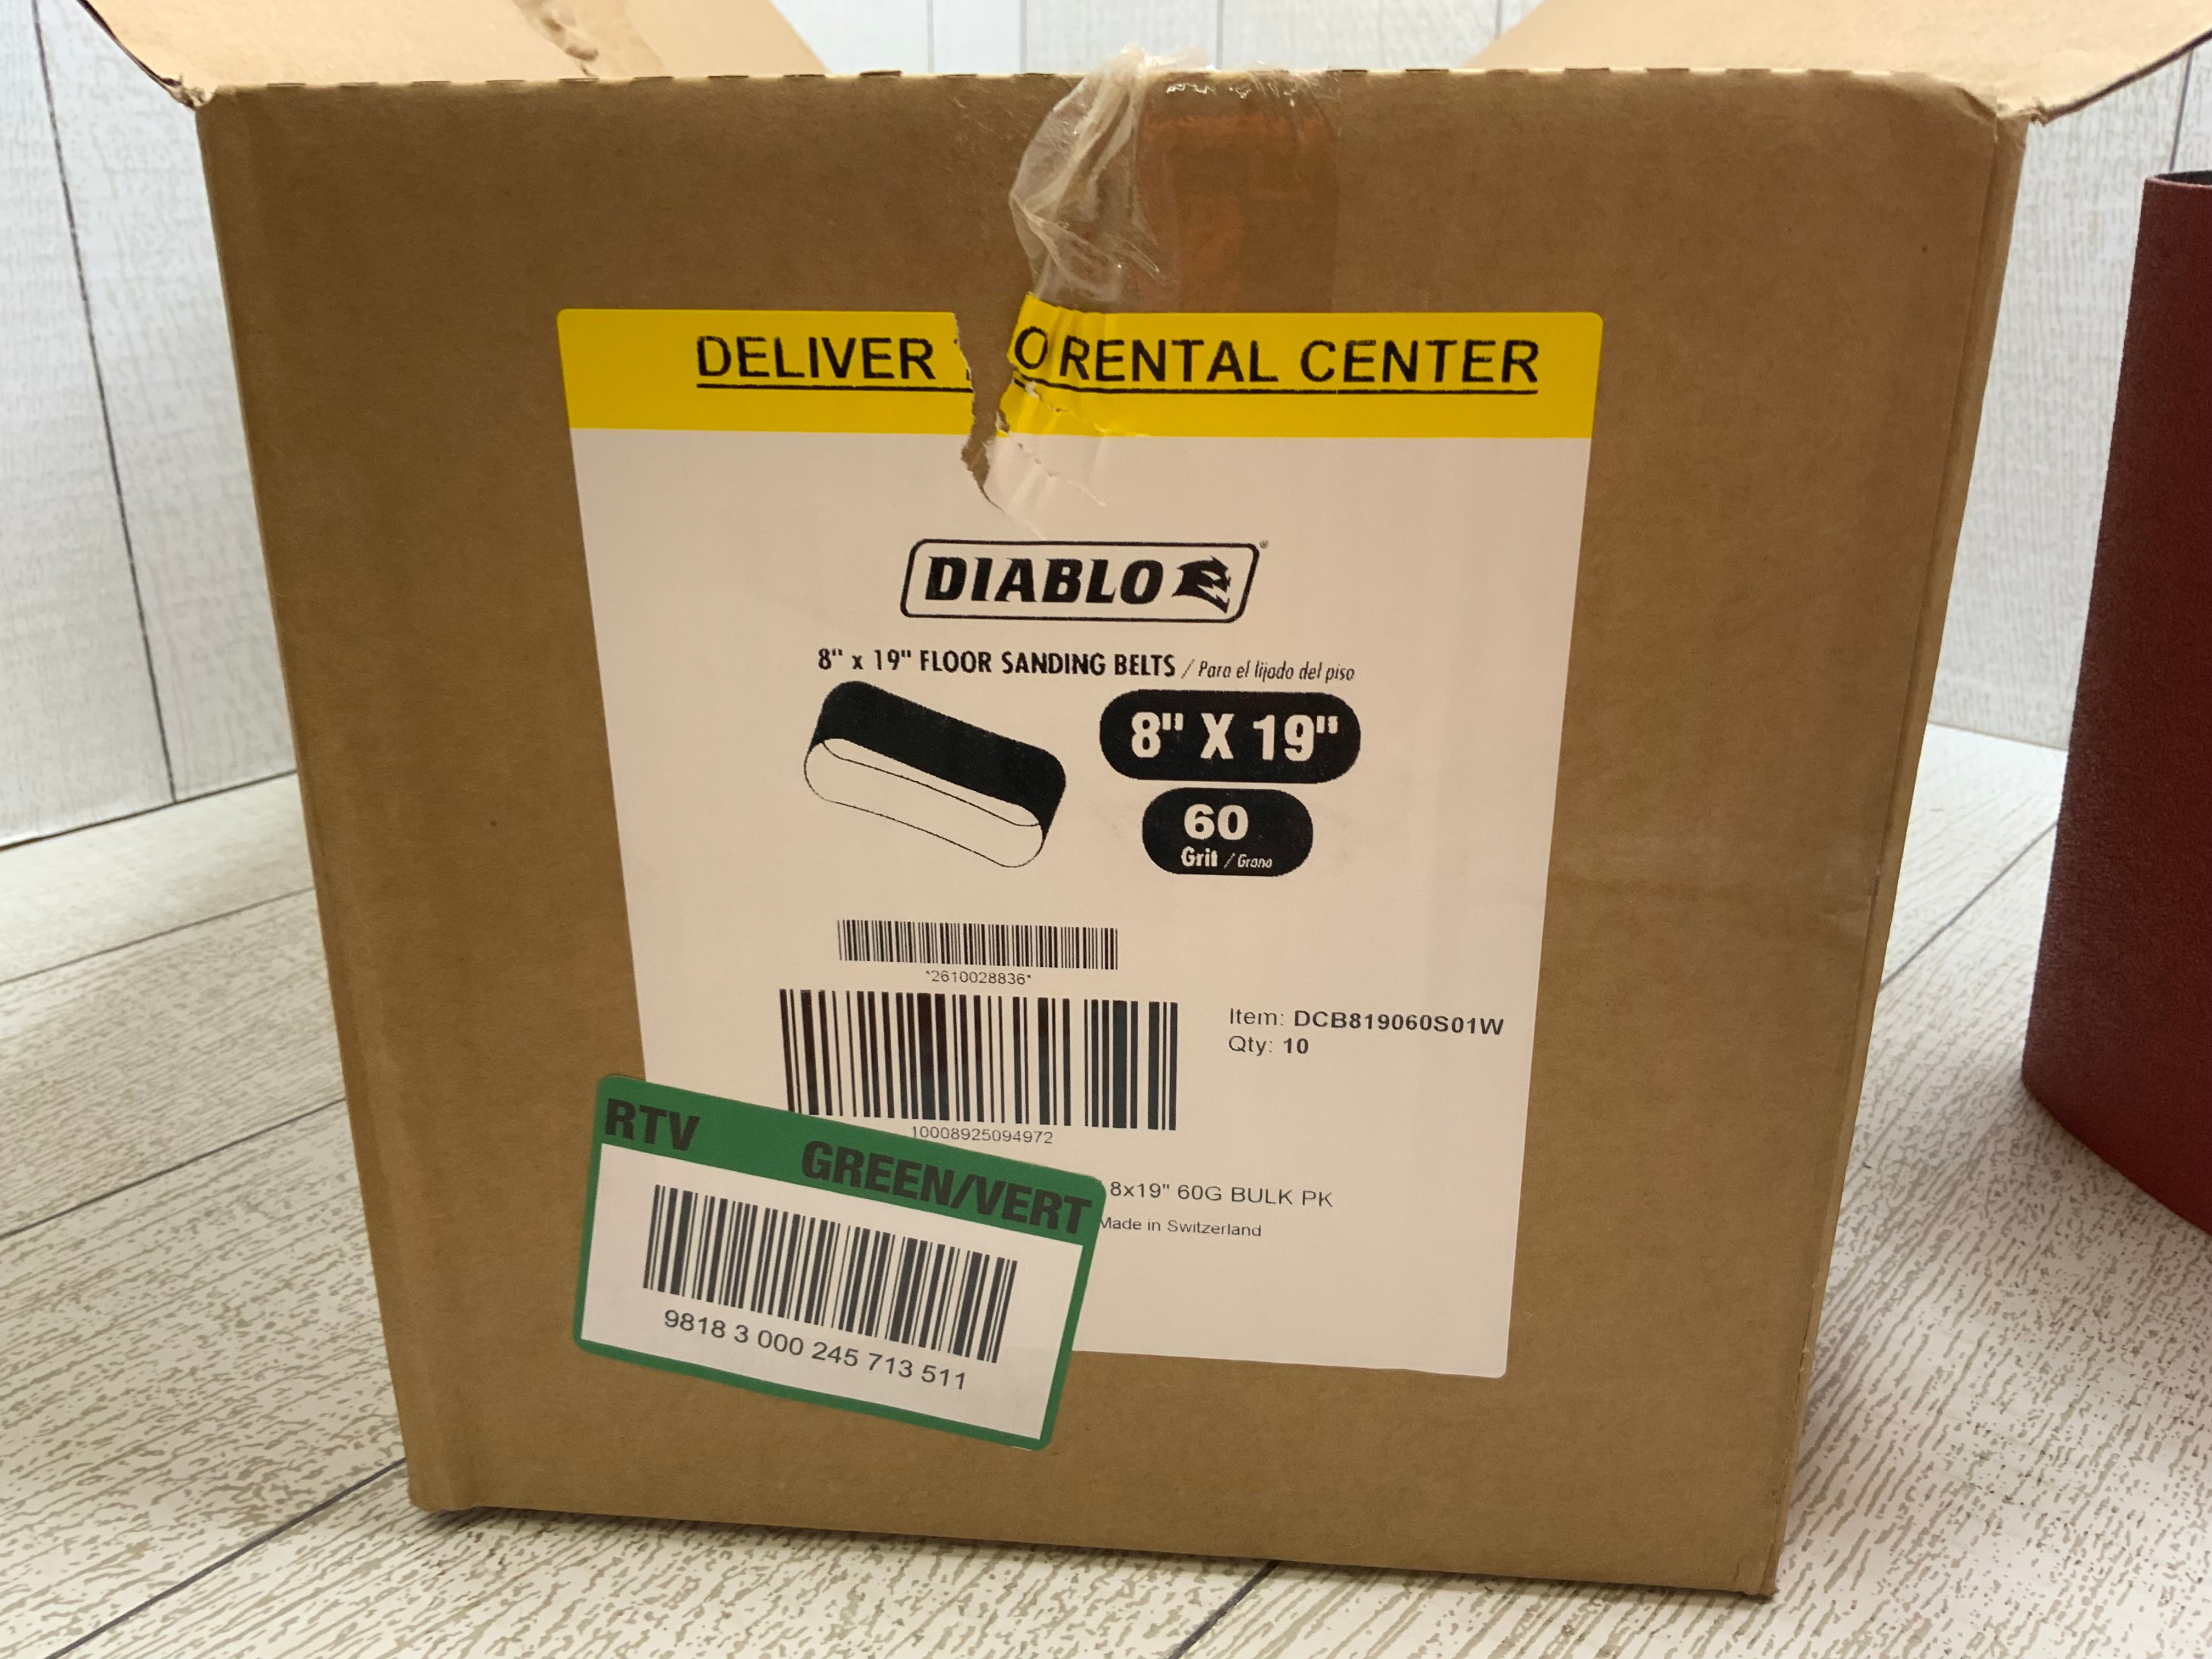 DELIVER TO RENTAL CENTER
DIABLO®
8" x 19" FLOOR SANDING BELTS / Para el lijado del piso
8" X 19"
60
Grit / Grano
*2610028836*
Item: DCB819060S01W
Qty: 10
10008925094972
8x19" 60G BULK PK
Made in Switzerland
RTV
GREEN/VERT
9818 3 000 245 713 511